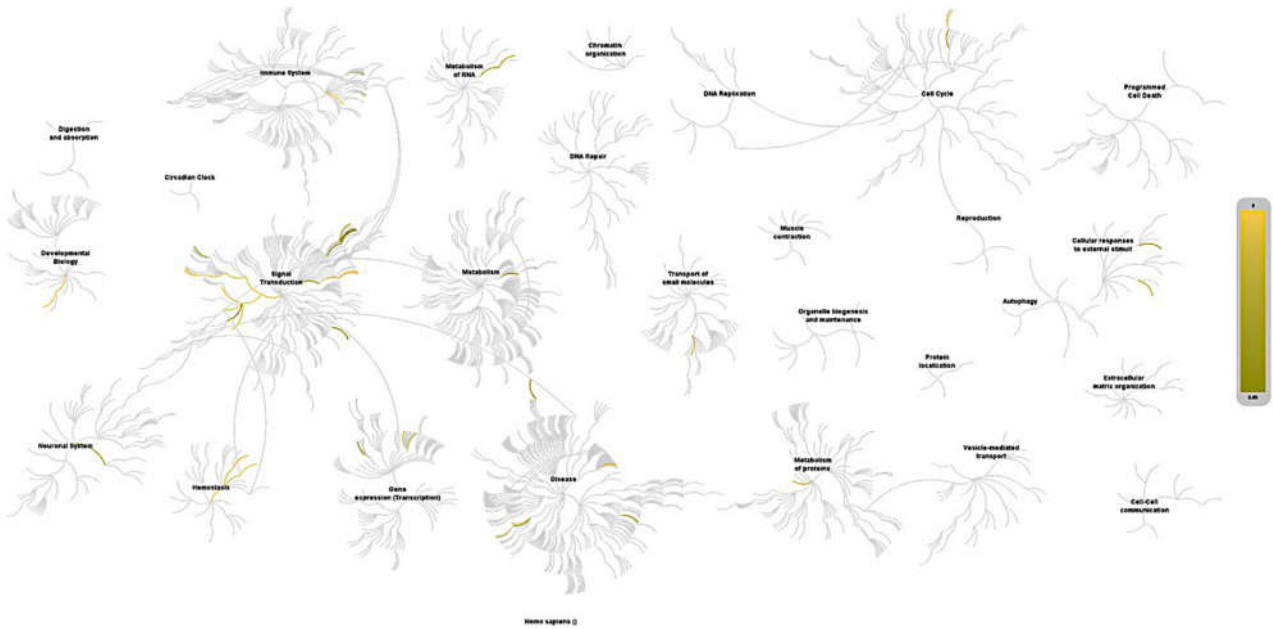 Immune System
Metabolism
of RNA
Chromatin
organization
DNA Replication
Cell Cycle
Programmed
Cell Death
Digestion
and absorption
DNA Repair
Circadian Clock
Developmental
Biology
Signal
Transduction
Metabolism
Transport of
small molecules
Muscle
contraction
Reproduction
Cellular responses
to external stimuli
Organelle biogenesis
and maintenance
Autophagy
Protein
localization
Extracellular
matrix organization
Neuronal System
Hemostasis
Gene
expression (Transcription)
Disease
Metabolism
of proteins
Vesicle-mediated
transport
Cell-Cell
communication
0
0.05
Homo sapiens ()